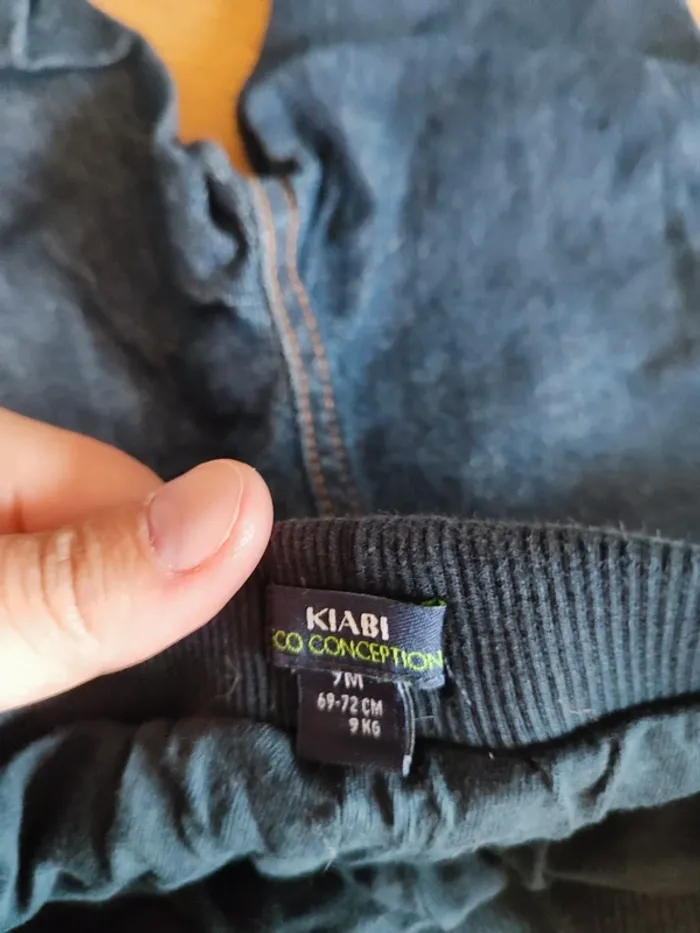 KIABI
CO CONCEPTION
9M
69-72 CM
9 KG